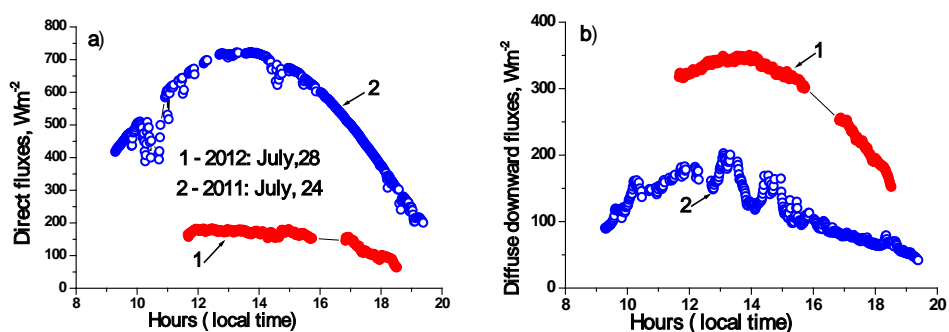 a)
Direct fluxes, Wm-2
800
700
600
500
400
300
200
100
0
2
1 - 2012: July,28
2 - 2011: July, 24
1
8 10 12 14 16 18 20
Hours ( local time)
b)
Diffuse downward fluxes, Wm-2
400
300
200
100
0
1
2
8 10 12 14 16 18 20
Hours (local time)